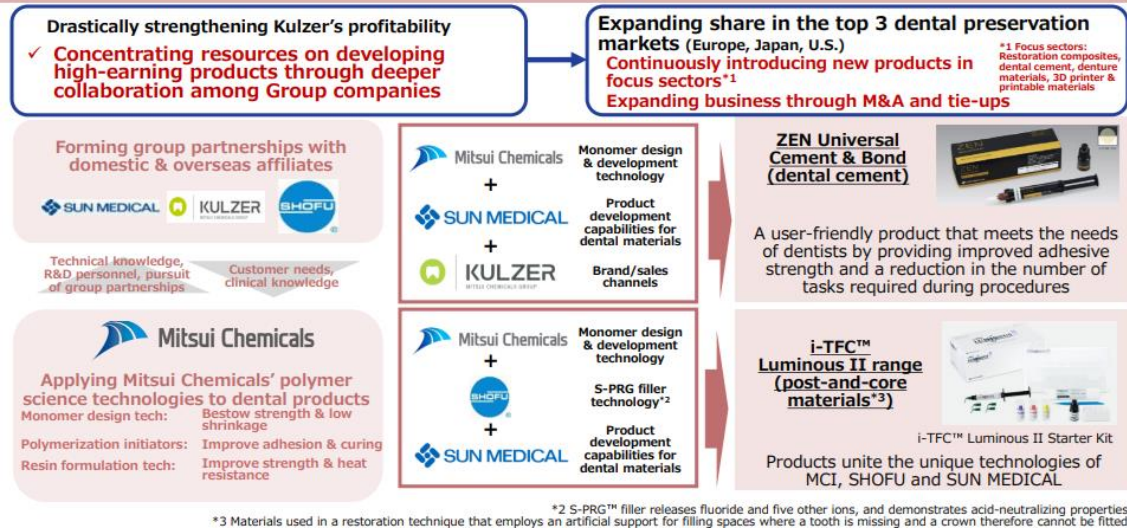 Drastically strengthening Kulzer's profitability
✓ Concentrating resources on developing
high-earning products through deeper
collaboration among Group companies
Expanding share in the top 3 dental preservation
markets (Europe, Japan, U.S.)
Continuously introducing new products in
focus sectors*1
Expanding business through M&A and tie-ups
*1 Focus sectors:
Restoration composites,
dental cement, denture
materials, 3D printer &
printable materials
Forming group partnerships with
domestic & overseas affiliates
SUN MEDICAL
KULZER
MITSUI CHEMICALS GROUP
SHOFU
Technical knowledge,
R&D personnel, pursuit
of group partnerships
Customer needs,
clinical knowledge
Mitsui Chemicals
Applying Mitsui Chemicals' polymer
science technologies to dental products
Monomer design tech: Bestow strength & low
shrinkage
Polymerization initiators: Improve adhesion & curing
Resin formulation tech: Improve strength & heat
resistance
Mitsui Chemicals
Monomer design
& development
technology
+
SUN MEDICAL
Product
development
capabilities for
dental materials
+
KULZER
MITSUI CHEMICALS GROUP
Brand/sales
channels
Mitsui Chemicals
Monomer design
& development
technology
+
SHOFU
S-PRG filler
technology*2
+
SUN MEDICAL
Product
development
capabilities for
dental materials
ZEN Universal
Cement & Bond
(dental cement)
ZEN
A user-friendly product that meets the needs
of dentists by providing improved adhesive
strength and a reduction in the number of
tasks required during procedures
i-TFC™
Luminous II range
(post-and-core
materials*3)
i-TFC™ Luminous II Starter Kit
Products unite the unique technologies of
MCI, SHOFU and SUN MEDICAL
*2 S-PRG™ filler releases fluoride and five other ions, and demonstrates acid-neutralizing properties
*3 Materials used in a restoration technique that employs an artificial support for filling spaces where a tooth is missing and a crown therefore cannot be fitted